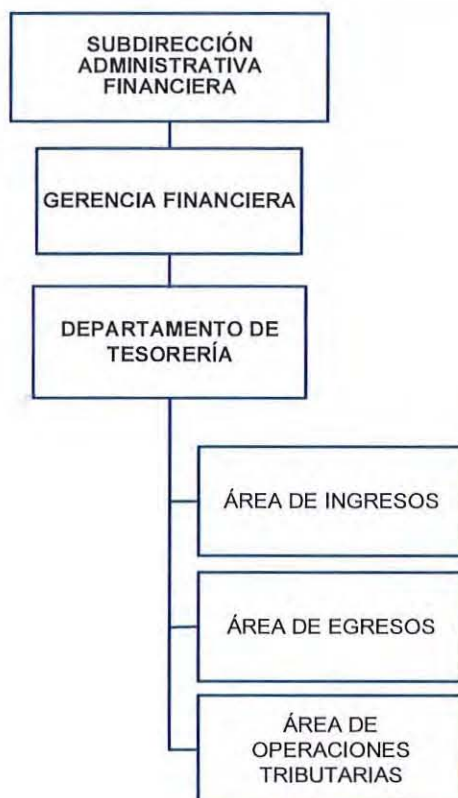 SUBDIRECCIÓN
ADMINISTRATIVA
FINANCIERA
GERENCIA FINANCIERA
DEPARTAMENTO DE
TESORERÍA
ÁREA DE INGRESOS
ÁREA DE EGRESOS
ÁREA DE
OPERACIONES
TRIBUTARIAS